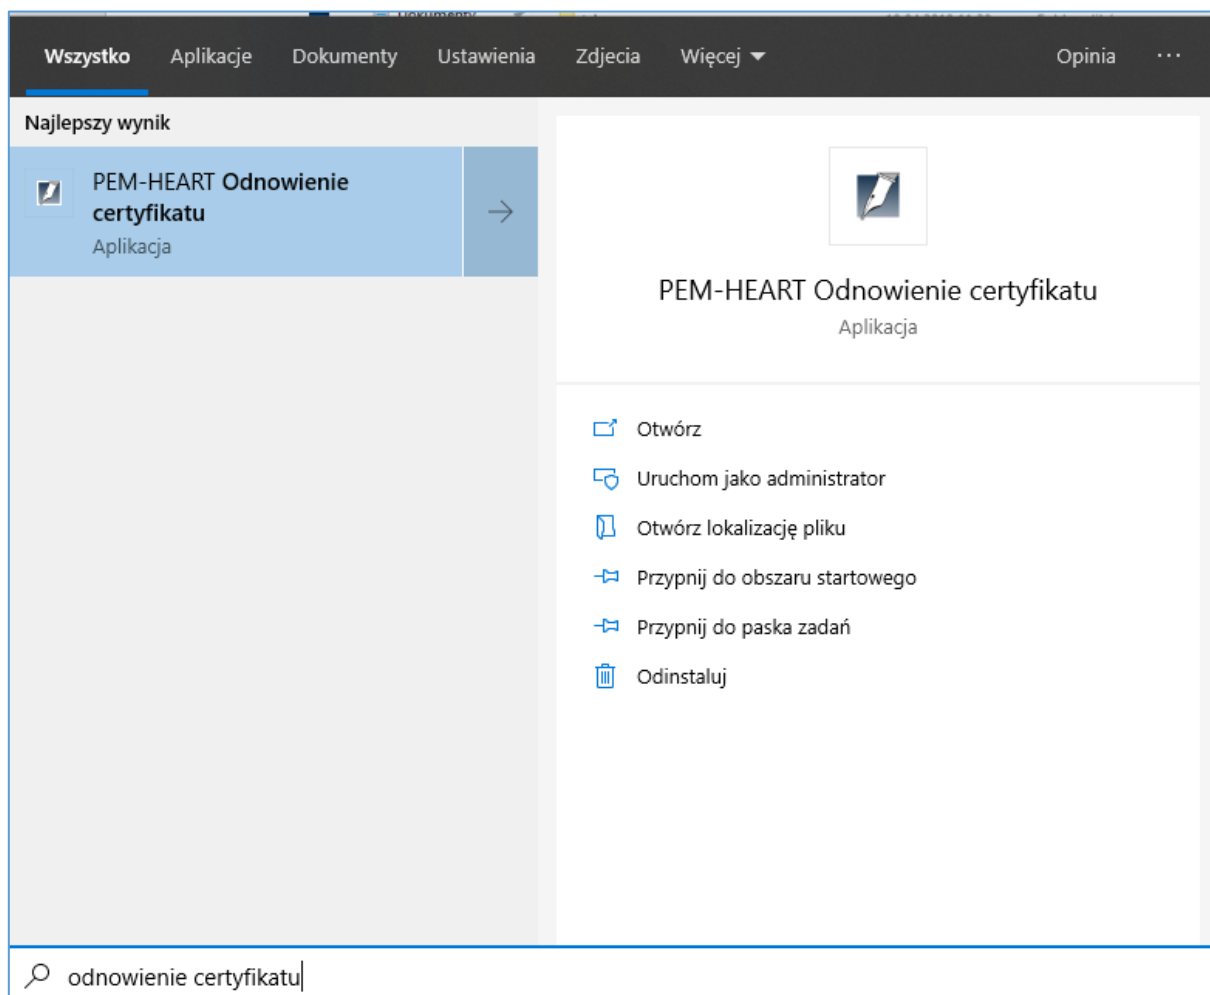 Wszystko Aplikacje Dokumenty Ustawienia Zdjecia Więcej Opinia ...
Najlepszy wynik
PEM-HEART Odnowienie
certyfikatu
Aplikacja
PEM-HEART Odnowienie certyfikatu
Aplikacja
Otwórz
Uruchom jako administrator
Otwórz lokalizację pliku
Przypnij do obszaru startowego
Przypnij do paska zadań
Odinstaluj
odnowienie certyfikatu